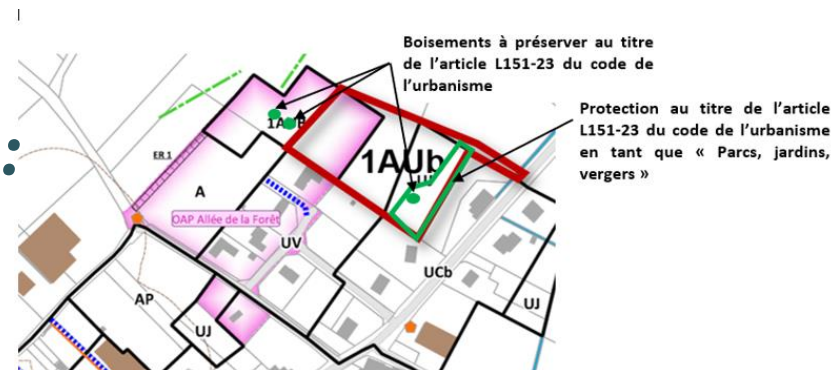 Boisements à préserver au titre
de l’article L151-23 du code de
l’urbanisme
Protection au titre de l’article
L151-23 du code de l’urbanisme
en tant que « Parcs, jardins,
vergers »
1AUb
ER 1
A
OAP Allée de la Forêt
UV
UCb
AP
UJ
UJ